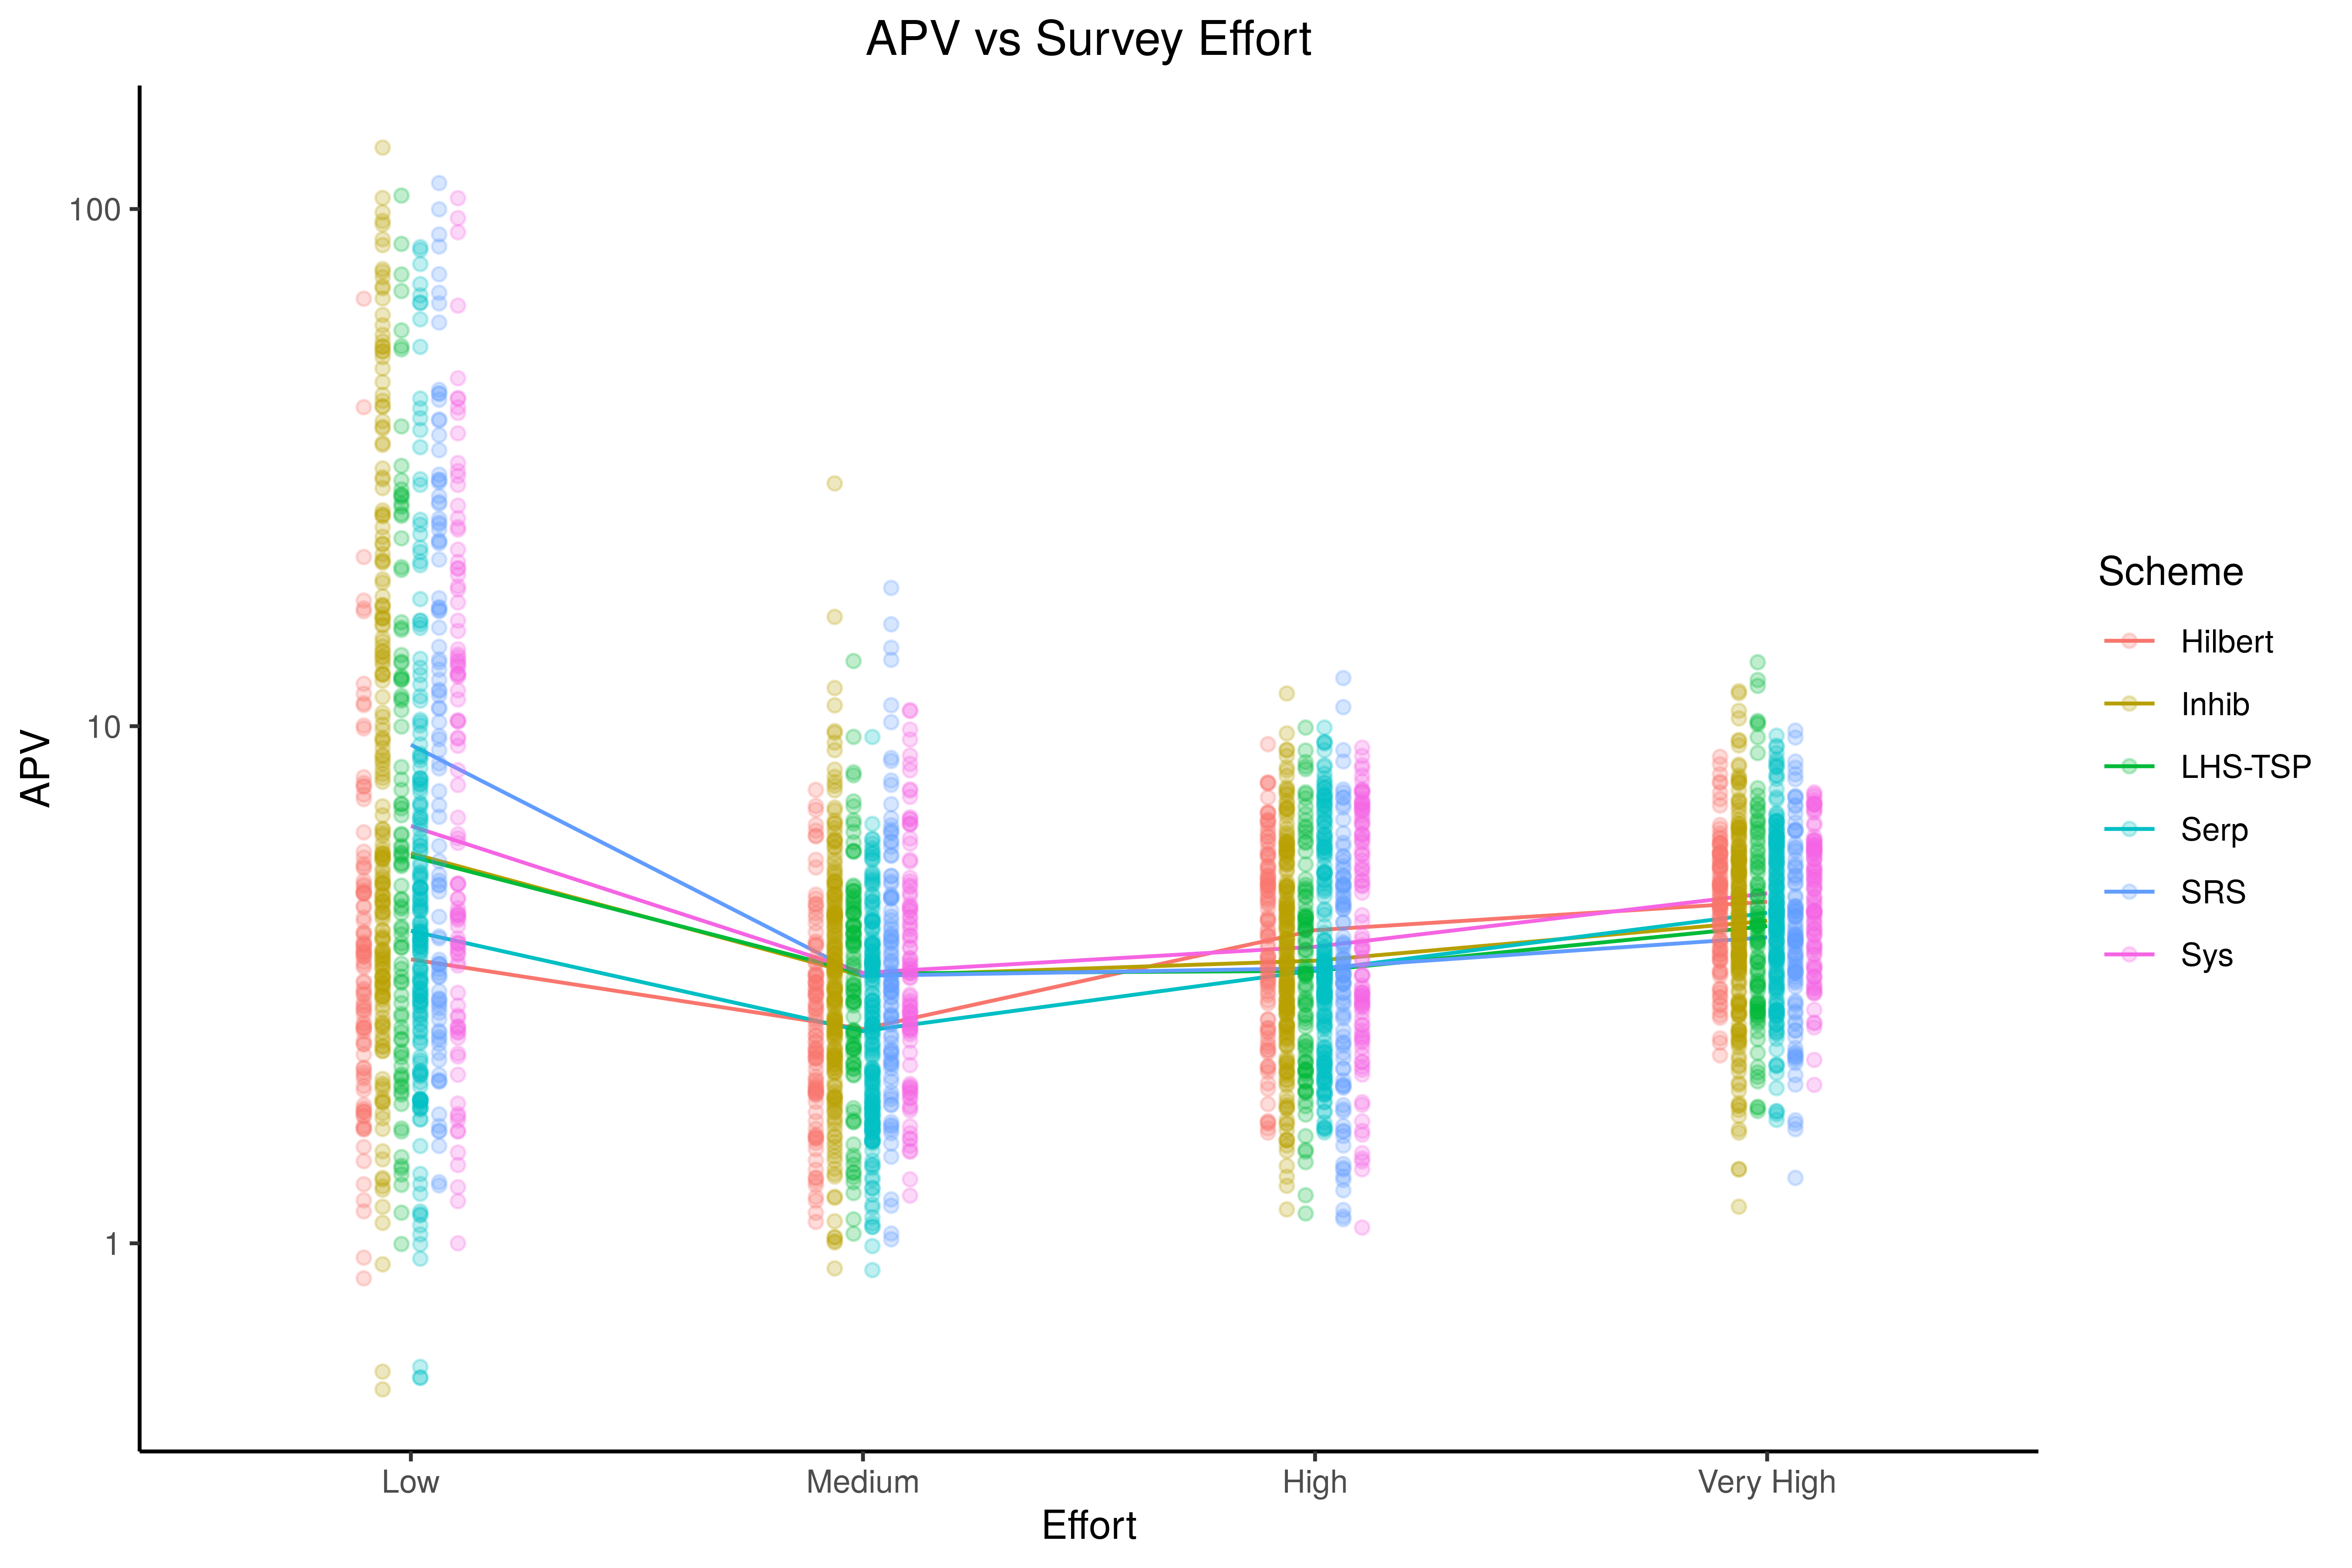 APV vs Survey Effort
APV
100
10
1
Low
Medium
High
Very High
Effort
Scheme
Hilbert
Inhib
LHS-TSP
Serp
SRS
Sys